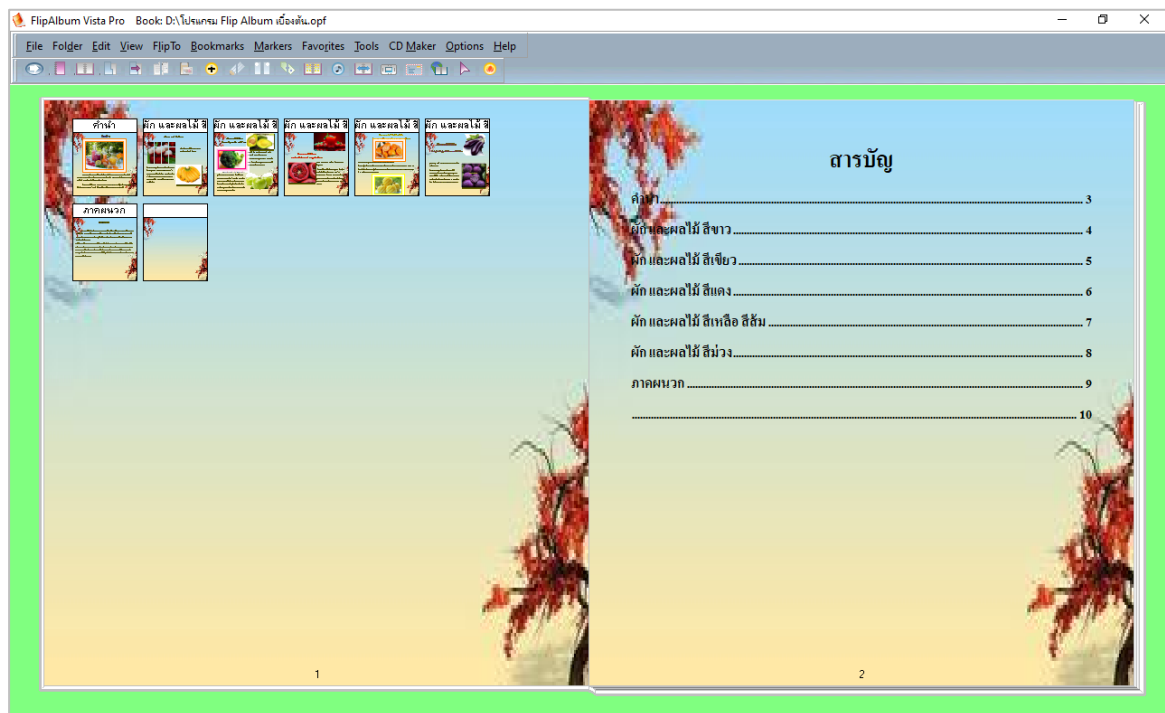 FlipAlbum Vista Pro Book: D:\โปรแกรม Flip Album เบื้องต้น.opf
File Folder Edit View FlipTo Bookmarks Markers Favorites Tools CD Maker Options Help
คำนำ ผัก และผลไม้ สี ผัก และผลไม้ สี ผัก และผลไม้ สี ผัก และผลไม้ สี ผัก และผลไม้ สี
ภาคผนวก
1
สารบัญ
คำนำ 3
ผัก และผลไม้ สีขาว 4
ผัก และผลไม้ สีเขียว 5
ผัก และผลไม้ สีแดง 6
ผัก และผลไม้ สีเหลือ สีส้ม 7
ผัก และผลไม้ สีม่วง 8
ภาคผนวก 9
10
2